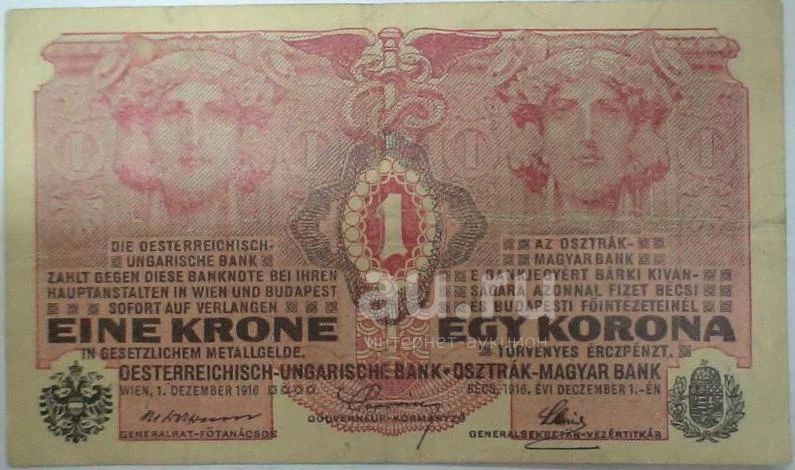 1 1
1
DIE OESTERREICHISCH-
UNGARISCHE BANK
ZAHLT GEGEN DIESE BANKNOTE BEI IHREN
HAUPTANSTALTEN IN WIEN UND BUDAPEST
SOFORT AUF VERLANGEN
EINE KRONE
IN GESETZLICHEM METALLGELDE.
AZ OSZTRÁK-
MAGYAR BANK
E BANKJEGYÉRT BÁRKI KIVÁN-
SÁGÁRA AZONNAL FIZET BÉCSI
ÉS BUDAPESTI FŐINTÉZETEINÉL
EGY KORONA
TÖRVÉNYES ÉRCZPÉNZT.
au.ru
интернет-аукцион
OESTERREICHISCH-UNGARISCHE BANK·OSZTRÁK-MAGYAR BANK
WIEN, 1. DEZEMBER 1916
BÉCS, 1916. ÉVI DECZEMBER 1.-ÉN
GENERALRAT-FŐTANÁCSOS
GOUVERNEUR-KORMÁNYZÓ
GENERALSEKRETÄR-VEZÉRTITKÁR